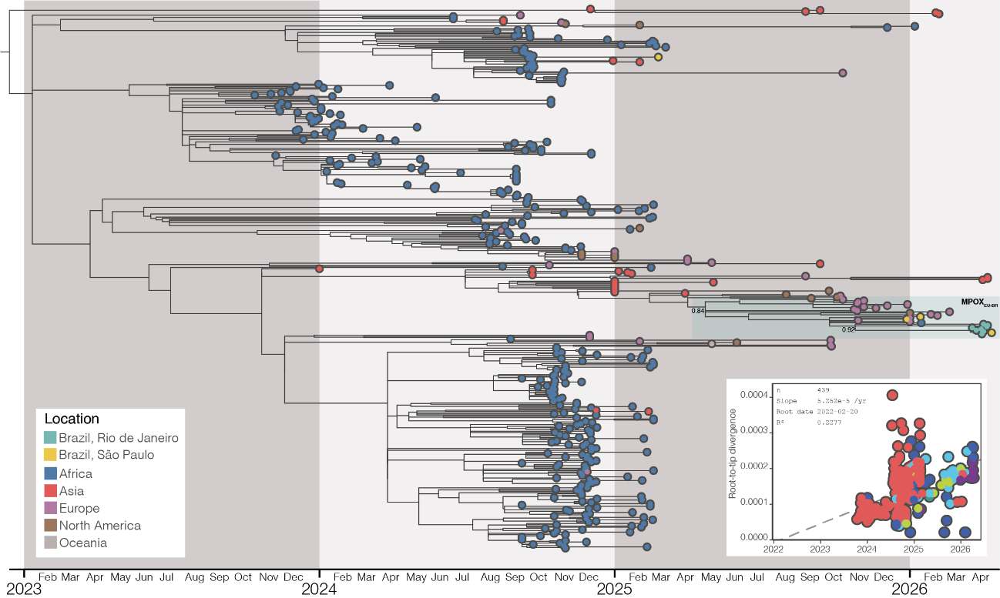 MPOX EU-BR
0.84
0.92
n 439
Slope 5.252e-5 /yr
Root date 2022-02-20
R² 0.2277
Root-to-tip divergence
0.0004
0.0003
0.0002
0.0001
0.0000
2022 2023 2024 2025 2026
Location
Brazil, Rio de Janeiro
Brazil, São Paulo
Africa
Asia
Europe
North America
Oceania
Feb Mar Apr May Jun Jul Aug Sep Oct Nov Dec Feb Mar Apr May Jun Jul Aug Sep Oct Nov Dec Feb Mar Apr May Jun Jul Aug Sep Oct Nov Dec Feb Mar Apr
2023 2024 2025 2026